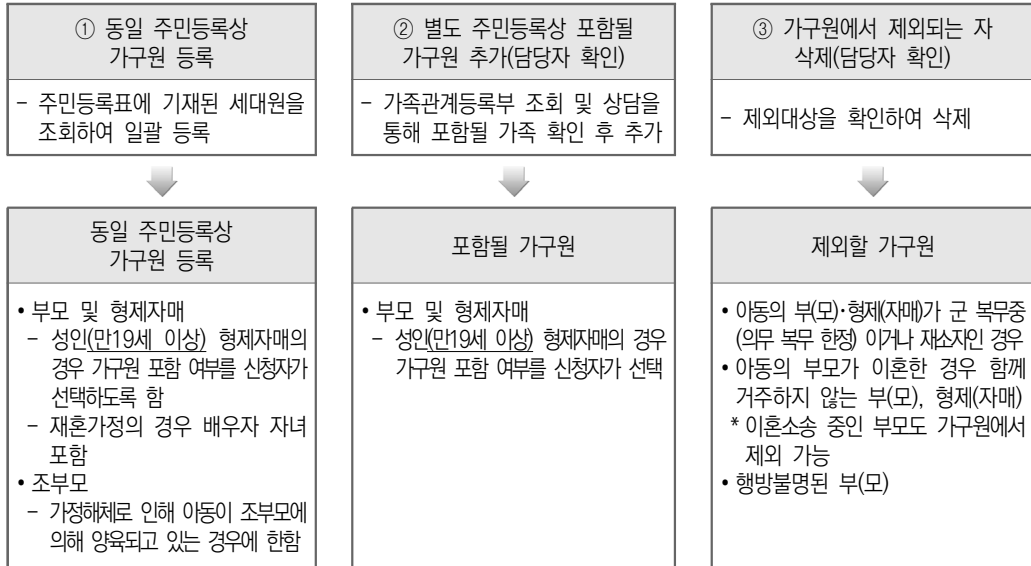 ① 동일 주민등록상
가구원 등록
- 주민등록표에 기재된 세대원을
조회하여 일괄 등록
동일 주민등록상
가구원 등록
• 부모 및 형제자매
- 성인(만19세 이상) 형제자매의
경우 가구원 포함 여부를 신청자가
선택하도록 함
- 재혼가정의 경우 배우자 자녀
포함
• 조부모
- 가정해체로 인해 아동이 조부모에
의해 양육되고 있는 경우에 한함
② 별도 주민등록상 포함될
가구원 추가(담당자 확인)
- 가족관계등록부 조회 및 상담을
통해 포함될 가족 확인 후 추가
포함될 가구원
• 부모 및 형제자매
- 성인(만19세 이상) 형제자매의 경우
가구원 포함 여부를 신청자가 선택
③ 가구원에서 제외되는 자
삭제(담당자 확인)
- 제외대상을 확인하여 삭제
제외할 가구원
• 아동의 부(모)·형제(자매)가 군 복무중
(의무 복무 한정) 이거나 재소자인 경우
• 아동의 부모가 이혼한 경우 함께
거주하지 않는 부(모), 형제(자매)
* 이혼소송 중인 부모도 가구원에서
제외 가능
• 행방불명된 부(모)